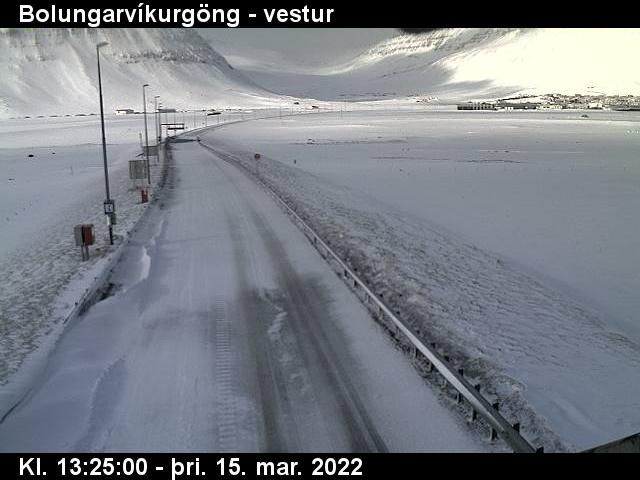 Bolungarvíkurgöng - vestur
Kl. 13:25:00 - þri. 15. mar. 2022